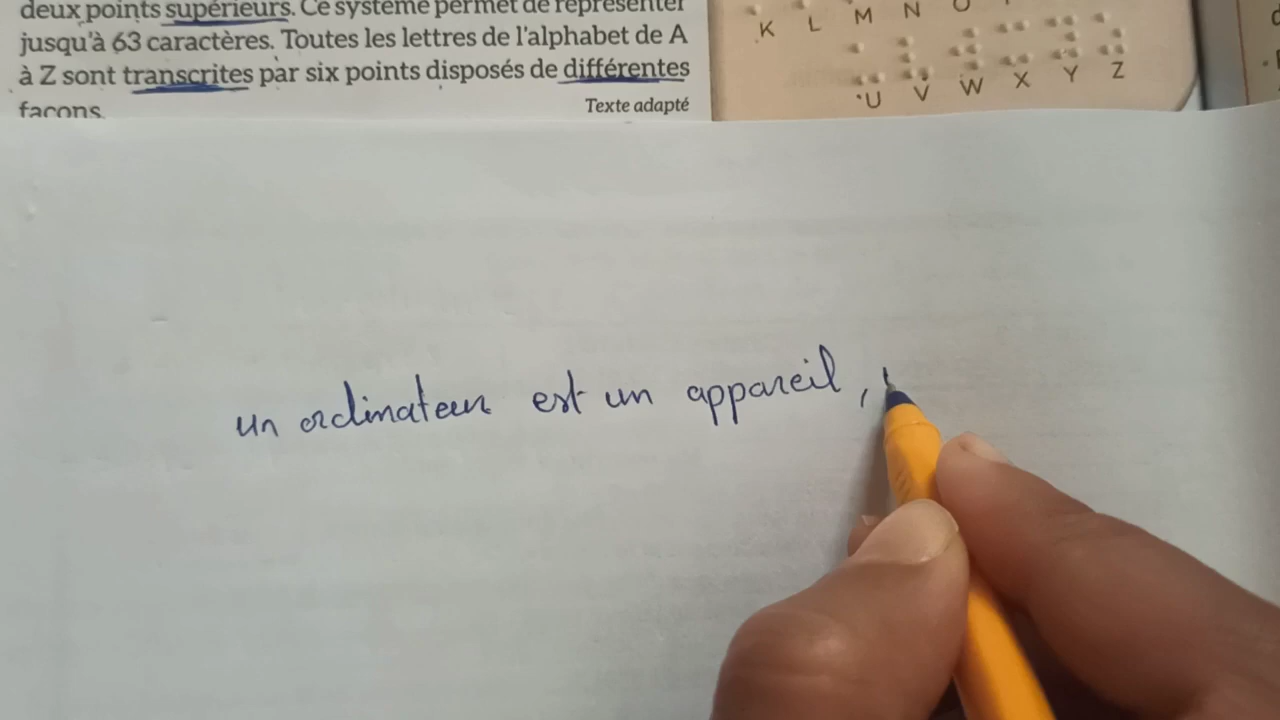 deux points supérieurs. Ce système permet de représenter
jusqu'à 63 caractères. Toutes les lettres de l'alphabet de A
à Z sont transcrites par six points disposés de différentes
façons.
Texte adapté
K L M N O
U V W X Y Z
un ordinateur est un appareil,